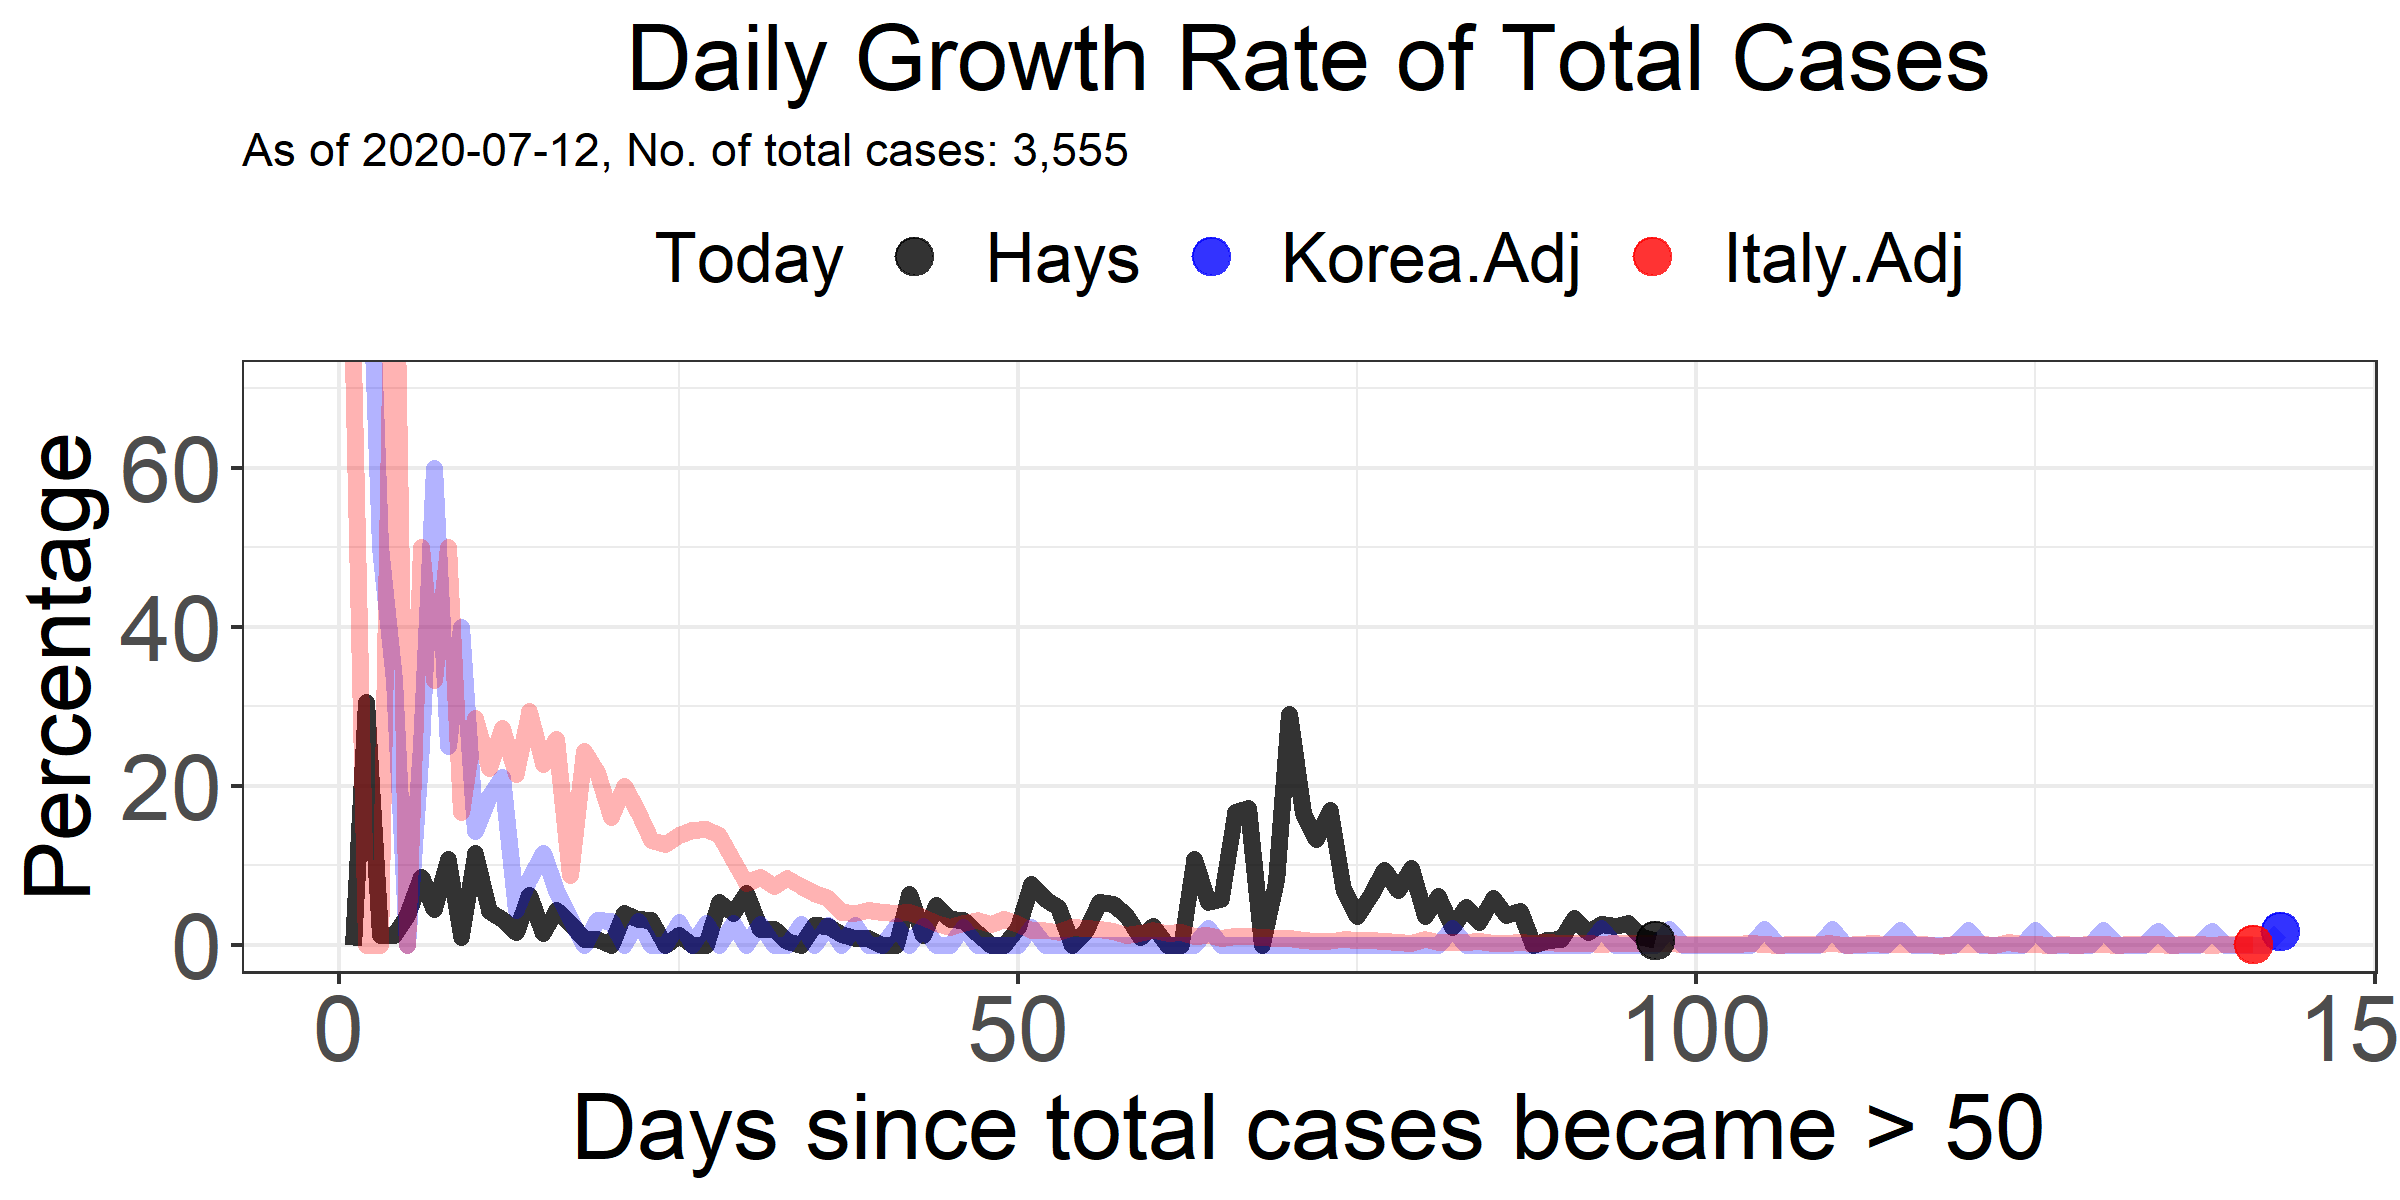 Daily Growth Rate of Total Cases
As of 2020-07-12, No. of total cases: 3,555
Today Hays Korea.Adj Italy.Adj
Percentage
60
40
20
0
0 50 100 15
Days since total cases became > 50